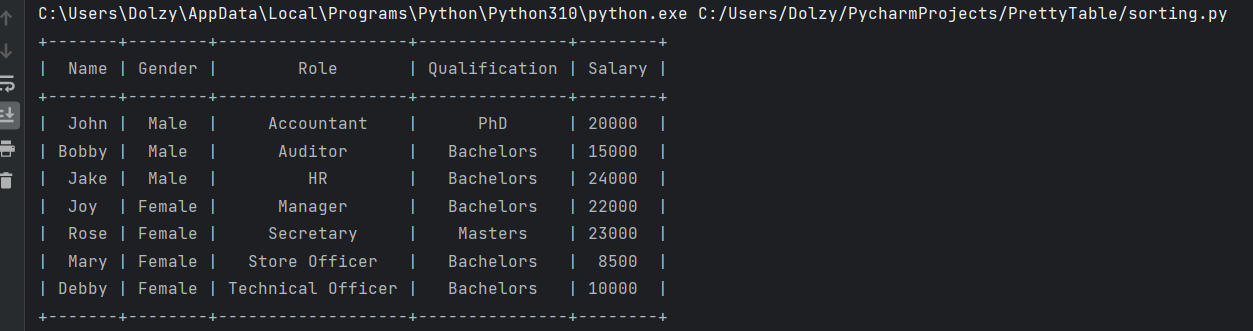 C:\Users\Dolzy\AppData\Local\Programs\Python\Python310\python.exe C:/Users/Dolzy/PycharmProjects/PrettyTable/sorting.py
+-------+--------+-------------------+---------------+--------+
|  Name | Gender |        Role       | Qualification | Salary |
+-------+--------+-------------------+---------------+--------+
|  John |  Male  |     Accountant    |      PhD      | 20000  |
| Bobby |  Male  |      Auditor      |   Bachelors   | 15000  |
|  Jake |  Male  |         HR        |   Bachelors   | 24000  |
|  Joy  | Female |      Manager      |   Bachelors   | 22000  |
|  Rose | Female |     Secretary     |    Masters    | 23000  |
|  Mary | Female |   Store Officer   |   Bachelors   |  8500  |
| Debby | Female | Technical Officer |   Bachelors   | 10000  |
+-------+--------+-------------------+---------------+--------+